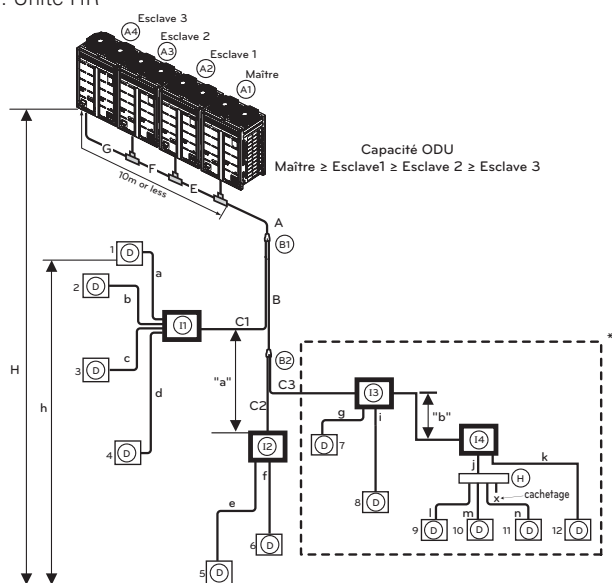 : Unité HR
Esclave 3
A4
Esclave 2
A3
Esclave 1
A2
Maître
A1
Capacité ODU
Maître ≥ Esclave1 ≥ Esclave 2 ≥ Esclave 3
G
F
E
10m or less
A
B1
1 D
a
2 D
b
B
I1
C1
*
H
h
3 D
c
d
"a"
B2
C3
C2
I3
g
i
"b"
4 D
I2
D 7
I4
k
j
e
f
H
x
cachetage
8 D
l
m
n
9 D
10 D
11 D
12 D
6 D
5 D